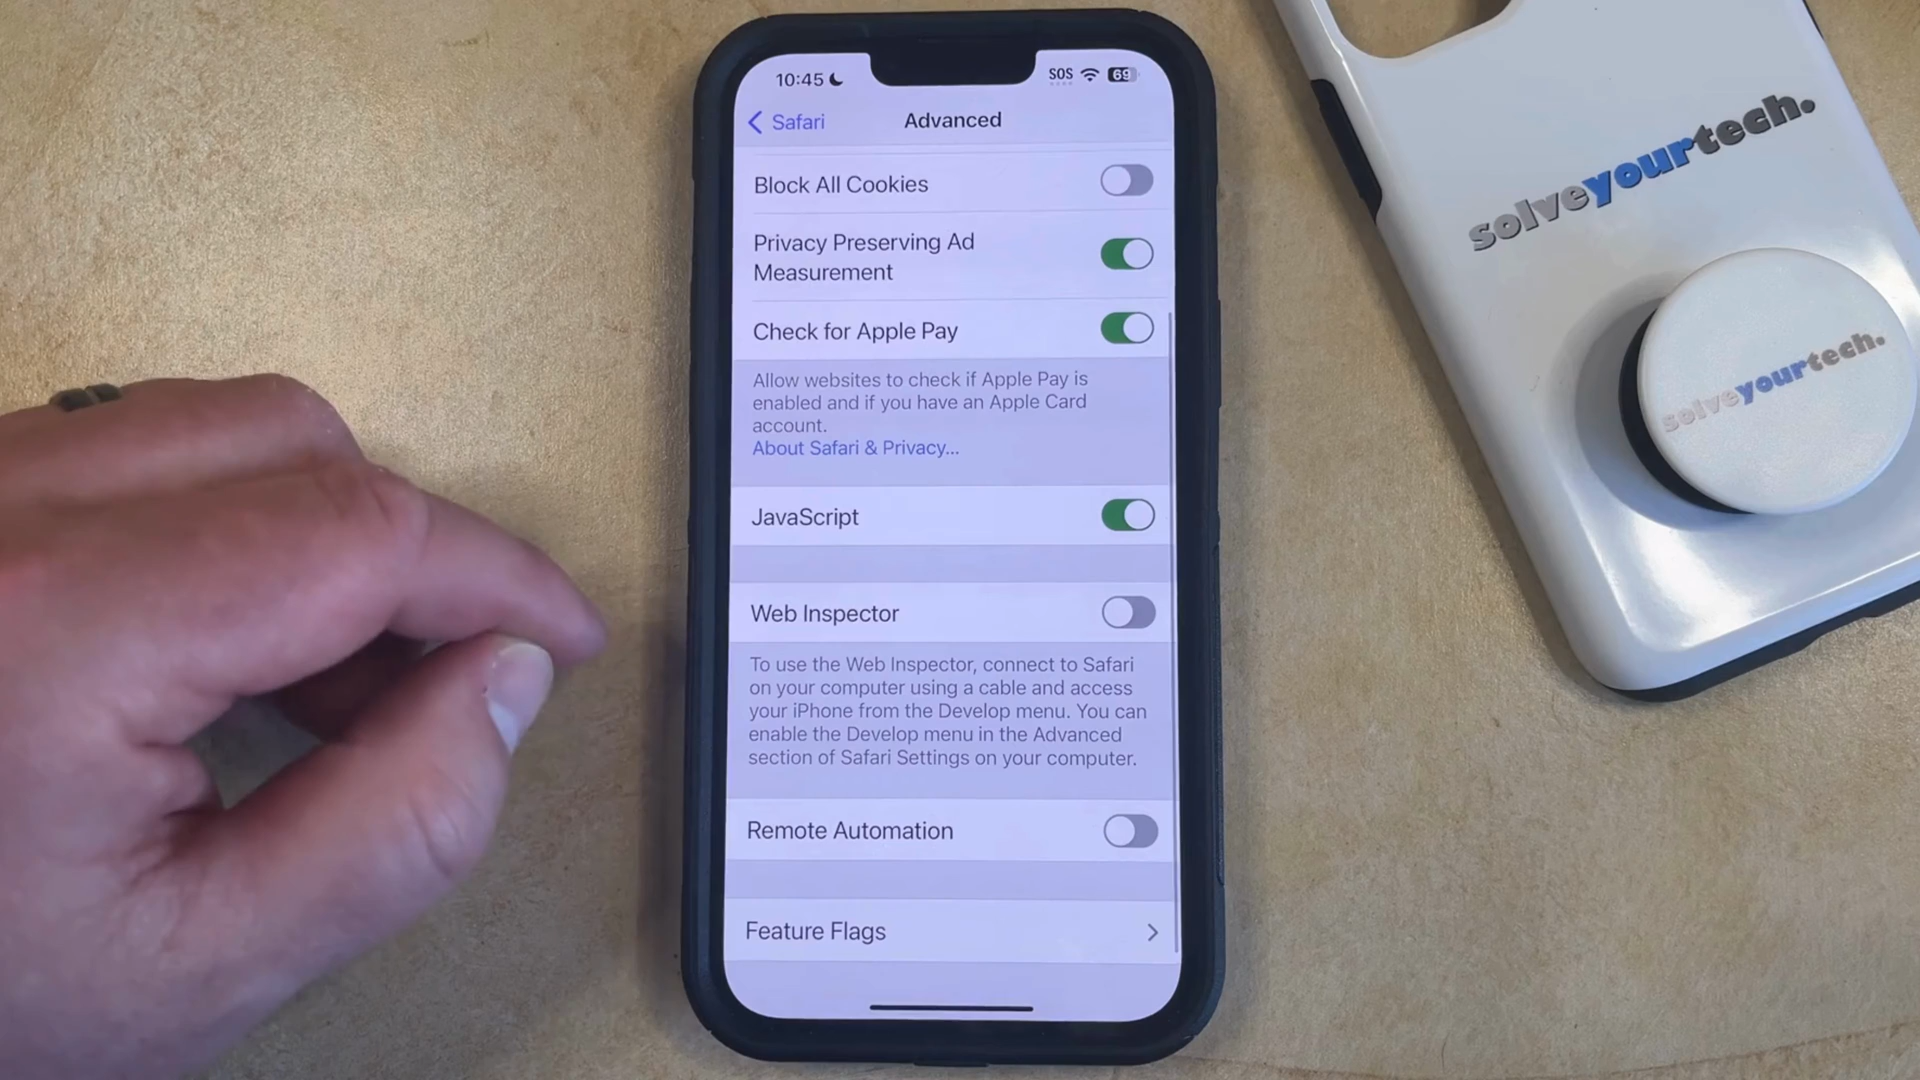 10:45
SOS
69
Safari
Advanced
Block All Cookies
Privacy Preserving Ad
Measurement
Check for Apple Pay
Allow websites to check if Apple Pay is
enabled and if you have an Apple Card
account.
About Safari & Privacy...
JavaScript
Web Inspector
To use the Web Inspector, connect to Safari
on your computer using a cable and access
your iPhone from the Develop menu. You can
enable the Develop menu in the Advanced
section of Safari Settings on your computer.
Remote Automation
Feature Flags
solveyourtech.
solveyourtech.